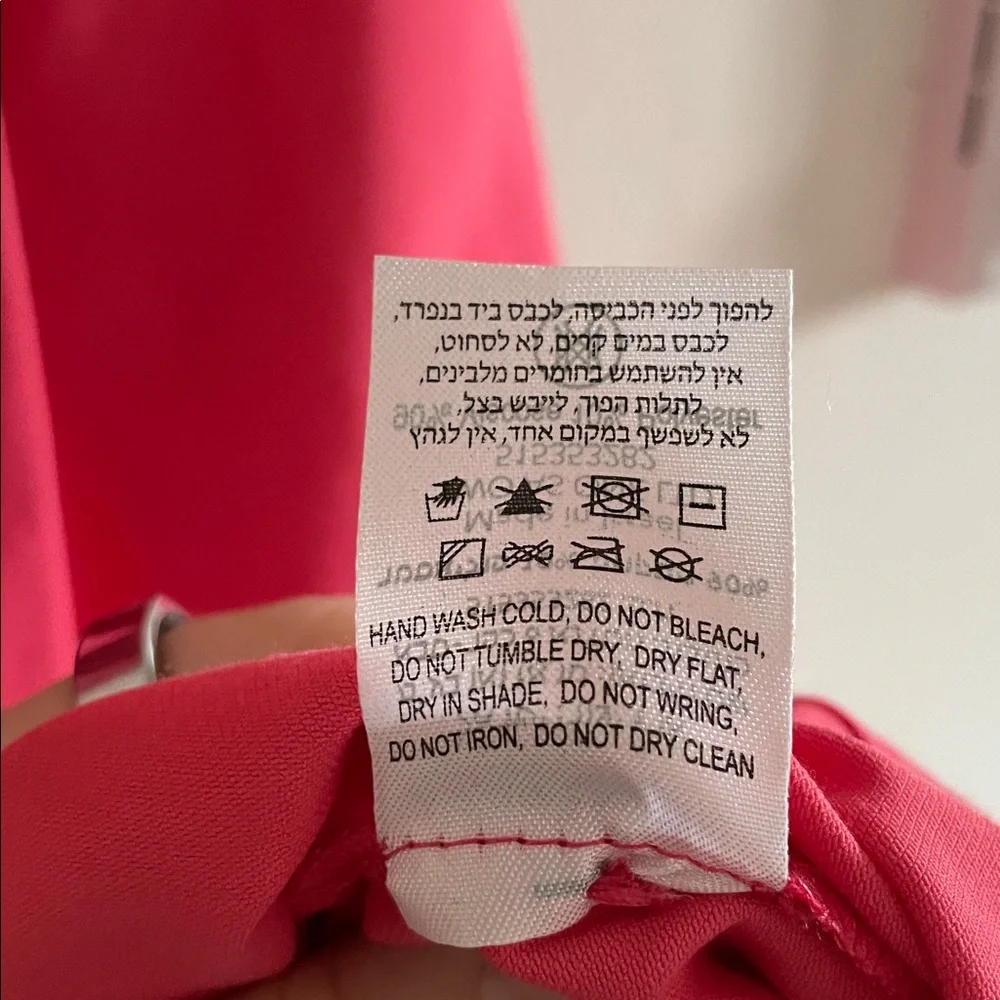 להפוך לפני הכביסה, לכבס ביד בנפרד,
לכבס במים קרים, לא לסחוט,
אין להשתמש בחומרים מלבינים,
לתלות הפוך, לייבש בצל,
לא לשפשף במקום אחד, אין לגהץ
HAND WASH COLD, DO NOT BLEACH,
DO NOT TUMBLE DRY, DRY FLAT,
DRY IN SHADE, DO NOT WRING,
DO NOT IRON, DO NOT DRY CLEAN